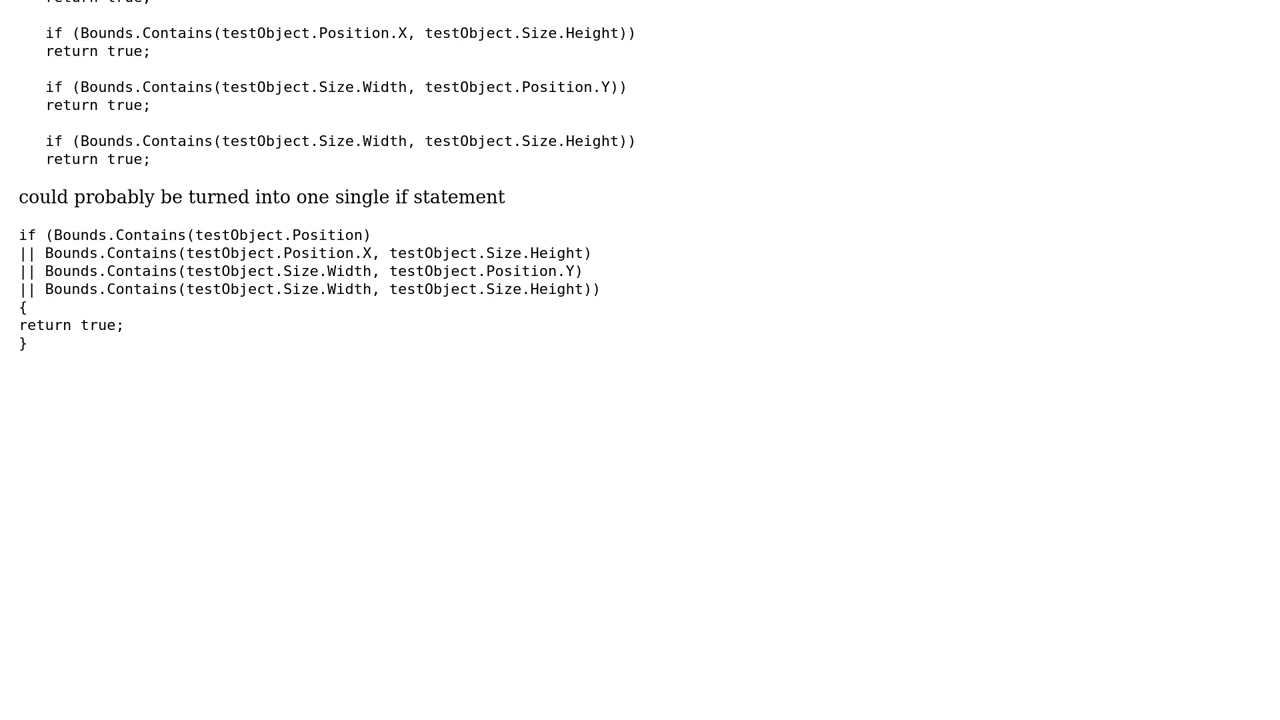 return true;
if (Bounds.Contains(testObject.Position.X, testObject.Size.Height))
return true;
if (Bounds.Contains(testObject.Size.Width, testObject.Position.Y))
return true;
if (Bounds.Contains(testObject.Size.Width, testObject.Size.Height))
return true;
could probably be turned into one single if statement
if (Bounds.Contains(testObject.Position)
|| Bounds.Contains(testObject.Position.X, testObject.Size.Height)
|| Bounds.Contains(testObject.Size.Width, testObject.Position.Y)
|| Bounds.Contains(testObject.Size.Width, testObject.Size.Height))
{
return true;
}